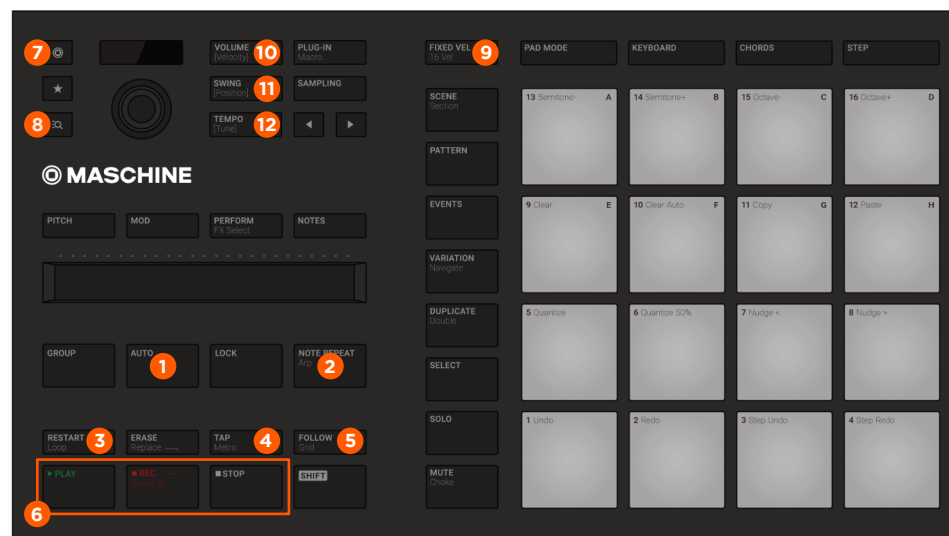 7
VOLUME
[Velocity]
10
PLUG-IN
Macro
FIXED VEL
16 Vel
9
PAD MODE
KEYBOARD
CHORDS
STEP
SWING
[Position]
11
SAMPLING
8
TEMPO
[Tune]
12
SCENE
Section
13 Semitone-
A
14 Semitone+
B
15 Octave-
C
16 Octave+
D
PATTERN
MASCHINE
PITCH
MOD
PERFORM
FX Select
NOTES
EVENTS
9 Clear
E
10 Clear Auto
F
11 Copy
G
12 Paste
H
VARIATION
Navigate
DUPLICATE
Double
5 Quantize
6 Quantize 50%
7 Nudge <
8 Nudge >
GROUP
AUTO
1
LOCK
NOTE REPEAT
Arp
2
SELECT
RESTART
Loop
3
ERASE
Replace
TAP
Metro
4
FOLLOW
Grid
5
SOLO
1 Undo
2 Redo
3 Step Undo
4 Step Redo
PLAY
REC
Count-In
STOP
SHIFT
MUTE
Choke
6